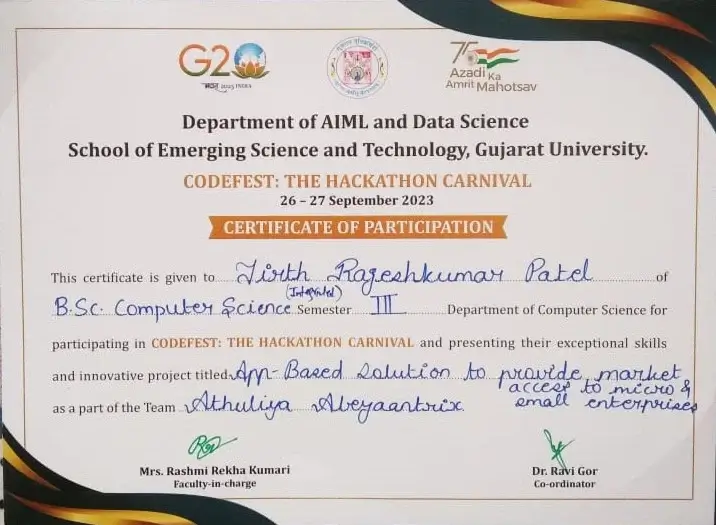 G20
भारत 2023 INDIA
75
Azadi Ka
Amrit Mahotsav
Department of AIML and Data Science
School of Emerging Science and Technology, Gujarat University.
CODEFEST: THE HACKATHON CARNIVAL
26 – 27 September 2023
CERTIFICATE OF PARTICIPATION
This certificate is given to Tirth Rajeshkumar Patel of
(Integrated)
B.Sc. Computer Science Semester III Department of Computer Science for
participating in CODEFEST: THE HACKATHON CARNIVAL and presenting their exceptional skills
and innovative project titled App-Based Solution to provide market
access to micro &
as a part of the Team Athuliya Abeyaantrix small enterprises
Mrs. Rashmi Rekha Kumari
Faculty-in-charge
Dr. Ravi Gor
Co-ordinator